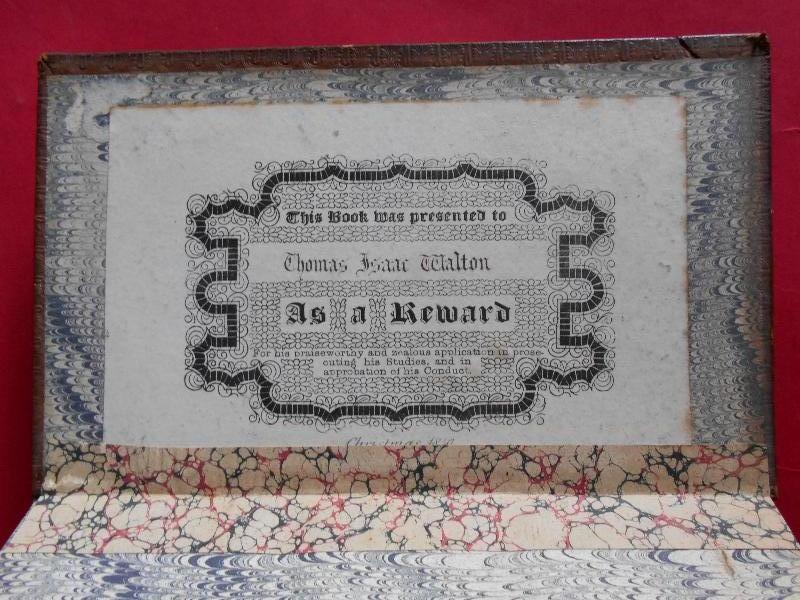 This Book was presented to
Thomas Isaac Walton
As a Reward
For his praiseworthy and zealous application in prose-
cuting his Studies, and in
approbation of his Conduct.
Christmas